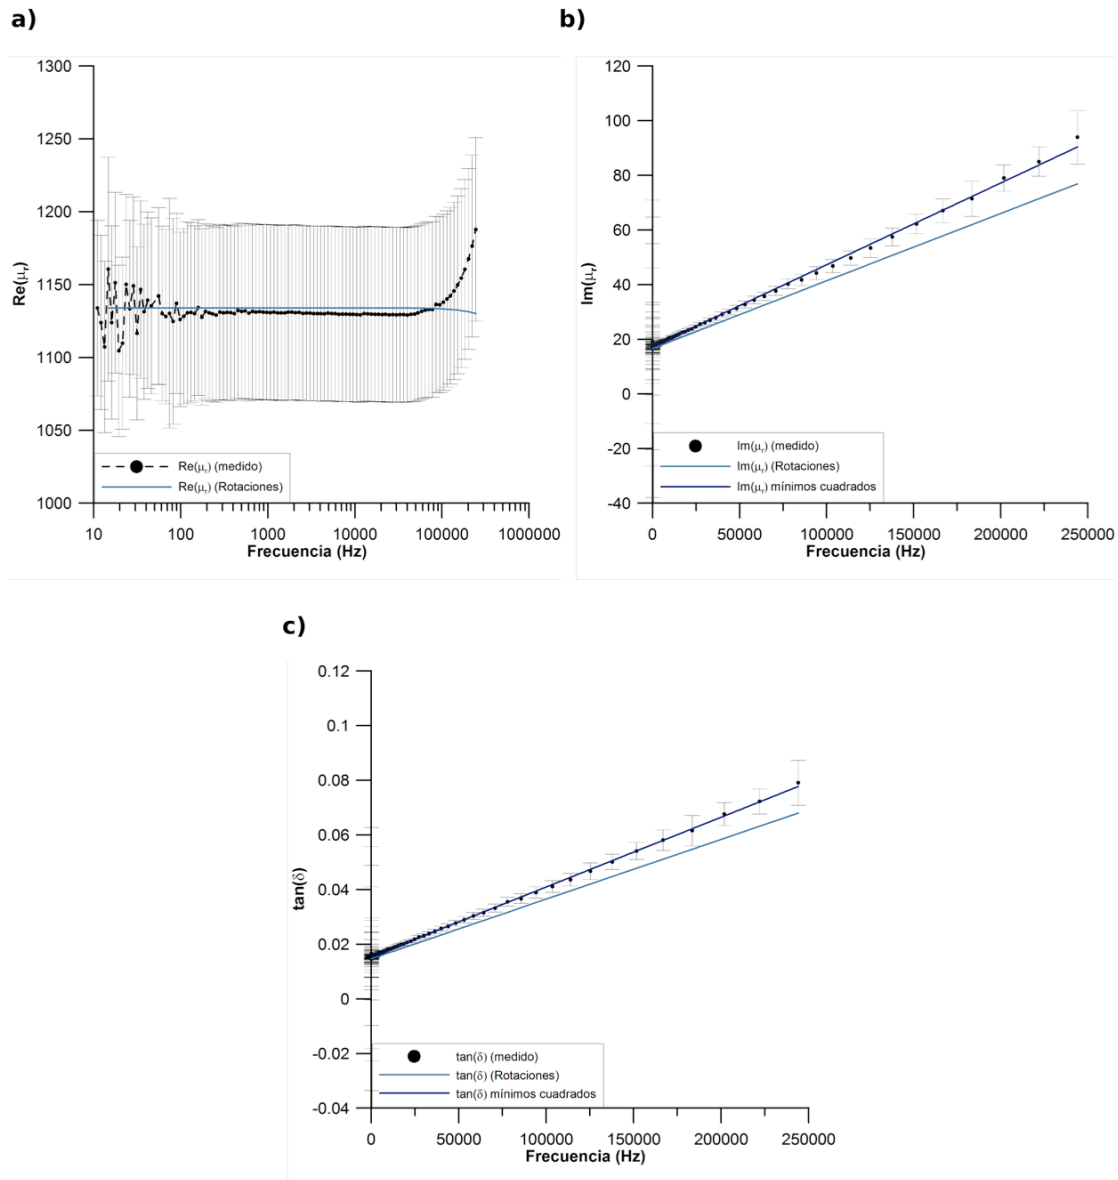 a)
1300
1250
1200
1150
1100
1050
1000
Re(μr)
Re(μr) (medido)
Re(μr) (Rotaciones)
10 100 1000 10000 100000 1000000
Frecuencia (Hz)
b)
120
100
80
60
40
20
0
-20
-40
Im(μr)
Im(μr) (medido)
Im(μr) (Rotaciones)
Im(μr) mínimos cuadrados
0 50000 100000 150000 200000 250000
Frecuencia (Hz)
c)
0.12
0.1
0.08
0.06
0.04
0.02
0
-0.02
-0.04
tan(δ)
tan(δ) (medido)
tan(δ) (Rotaciones)
tan(δ) mínimos cuadrados
0 50000 100000 150000 200000 250000
Frecuencia (Hz)